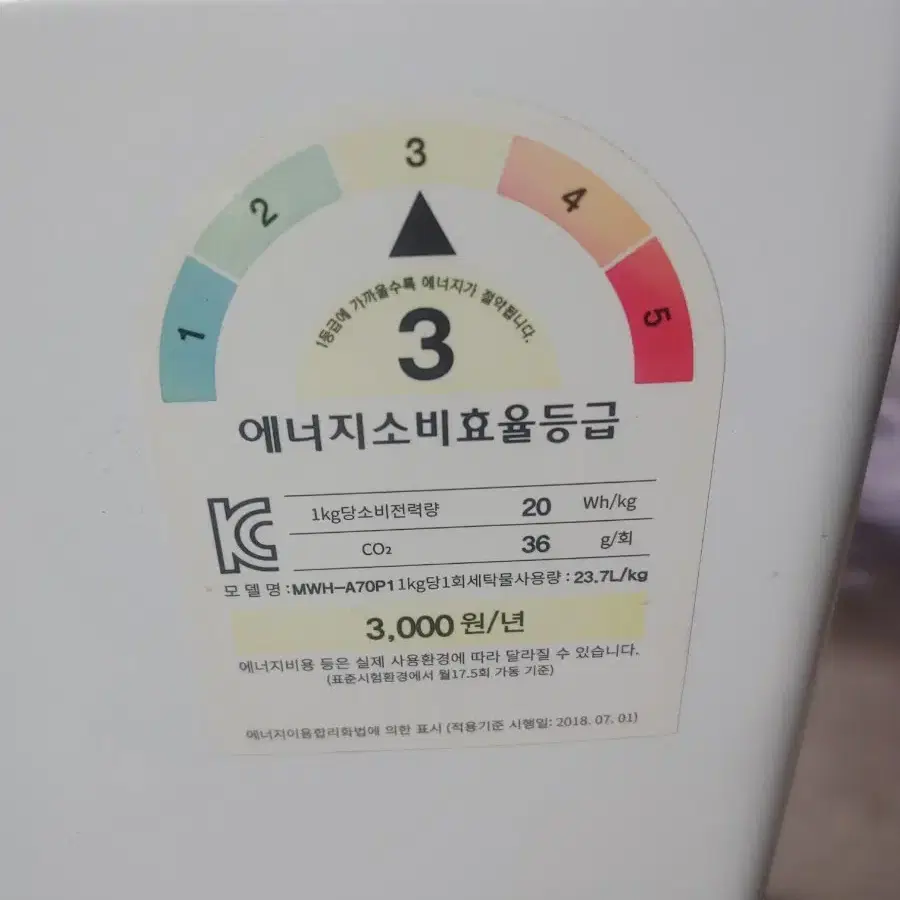 1 2 3 4 5
1등급에 가까울수록 에너지가 절약됩니다.
3
에너지소비효율등급
KC
1kg당소비전력량 20 Wh/kg
CO₂ 36 g/회
모델명:MWH-A70P1 1kg당1회세탁물사용량:23.7L/kg
3,000 원/년
에너지비용 등은 실제 사용환경에 따라 달라질 수 있습니다.
(표준시험환경에서 월17.5회 가동 기준)
에너지이용합리화법에 의한 표시 (적용기준 시행일: 2018. 07. 01)